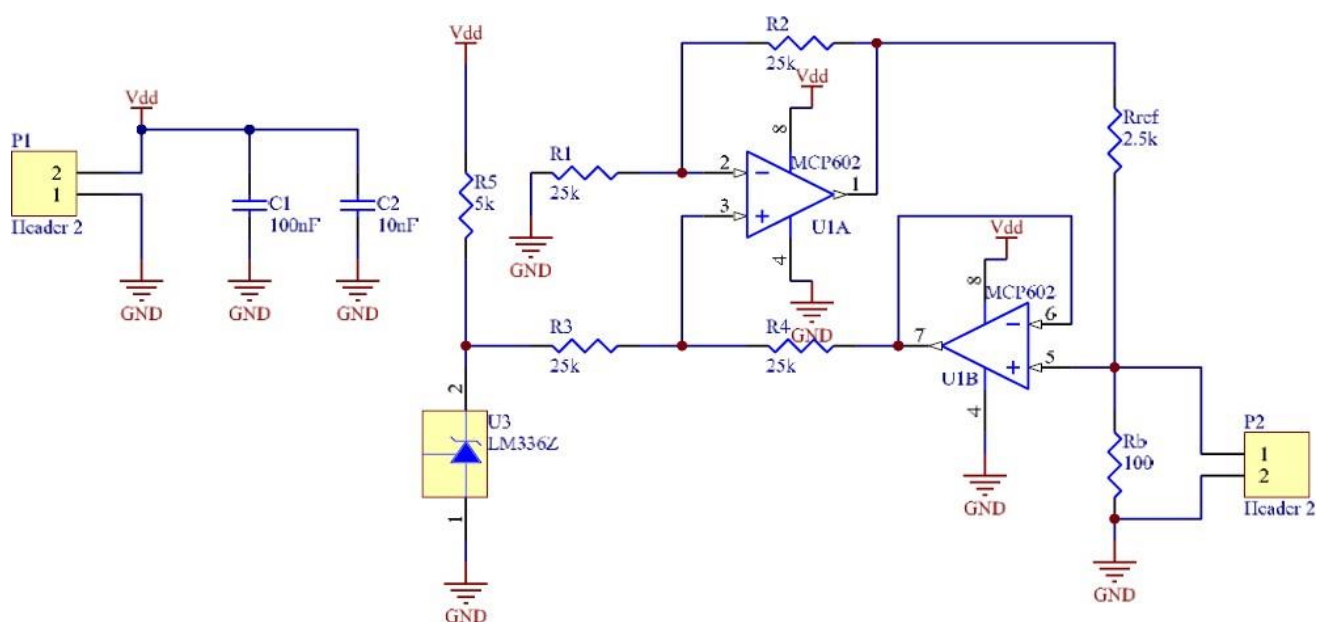 Vdd
P1
2
1
Header 2
C1
100nF
C2
10nF
GND
GND
GND
Vdd
R5
5k
R1
25k
GND
R2
25k
Vdd
8
MCP602
2
3
1
U1A
4
GND
R3
25k
R4
25k
2
U3
LM336Z
1
GND
Rref
2.5k
Vdd
8
MCP602
7
6
5
U1B
4
GND
Rb
100
GND
P2
1
2
Header 2